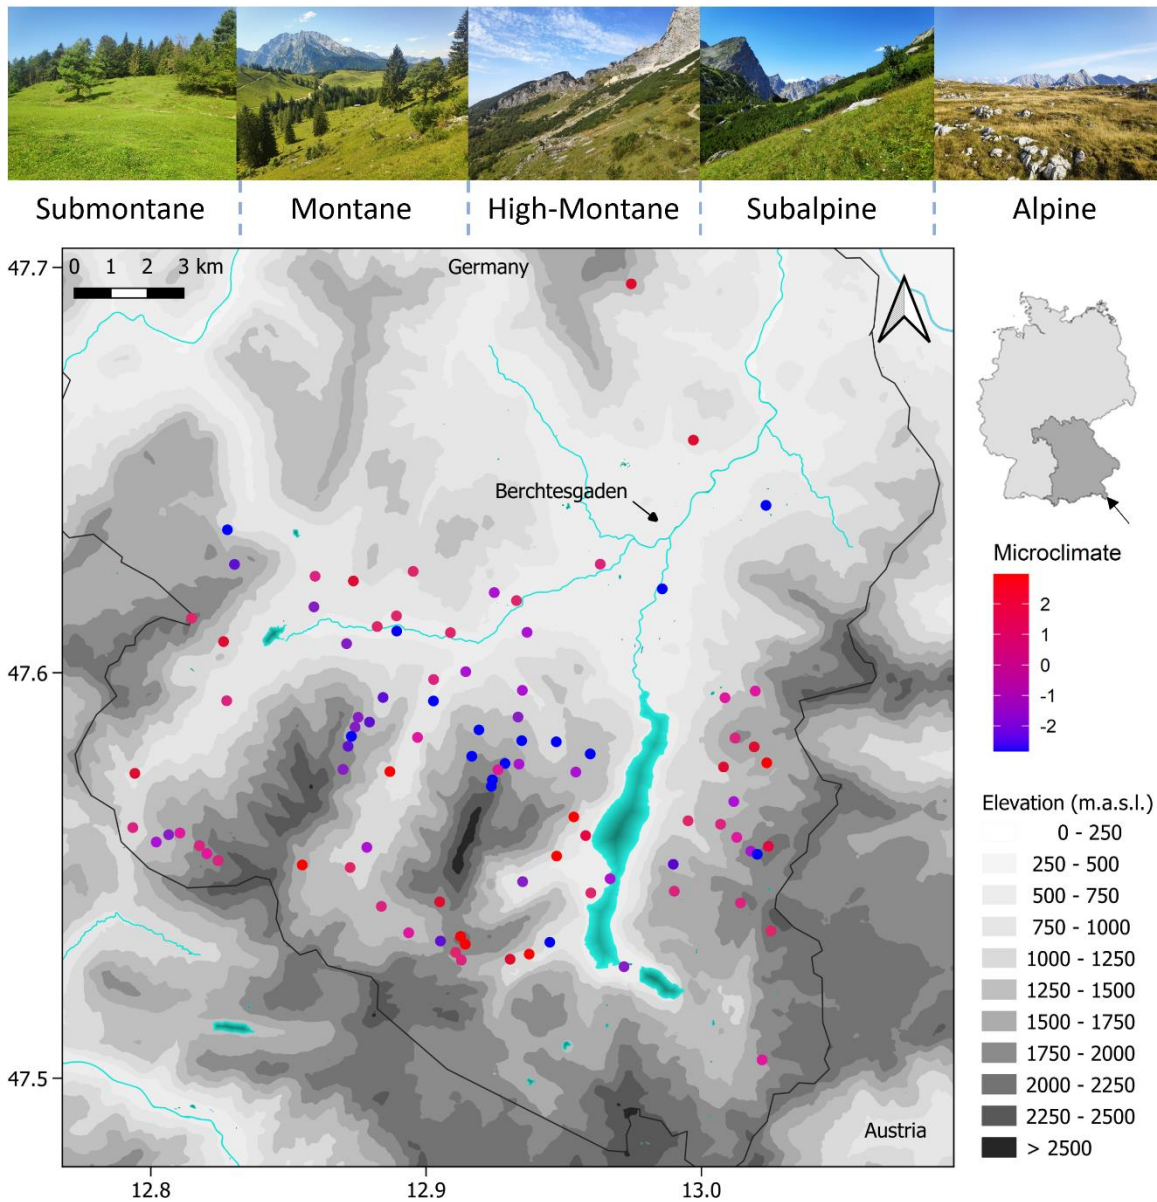 Submontane Montane High-Montane Subalpine Alpine
47.7
0 1 2 3 km
Germany
Berchtesgaden
47.6
47.5
Austria
12.8 12.9 13.0
Microclimate
2
1
0
-1
-2
Elevation (m.a.s.l.)
0 - 250
250 - 500
500 - 750
750 - 1000
1000 - 1250
1250 - 1500
1500 - 1750
1750 - 2000
2000 - 2250
2250 - 2500
> 2500